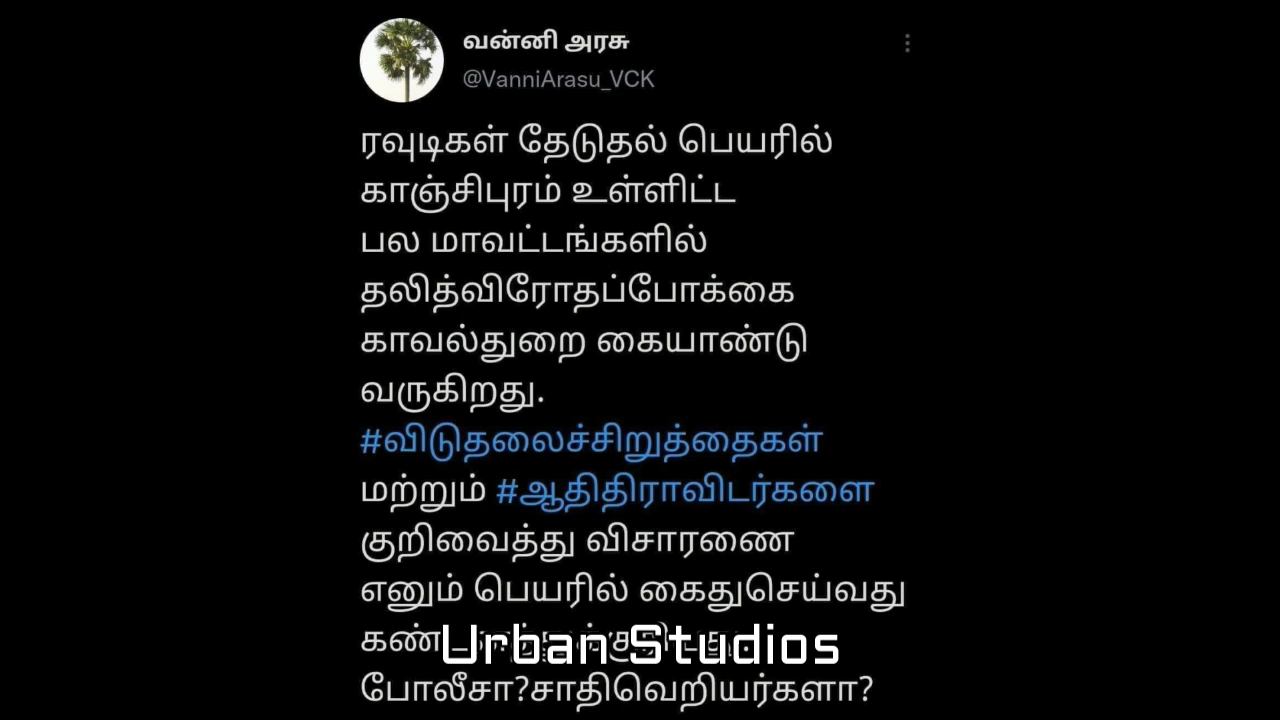 வன்னி அரசு
@VanniArasu_VCK
ரவுடிகள் தேடுதல் பெயரில்
காஞ்சிபுரம் உள்ளிட்ட
பல மாவட்டங்களில்
தலித்விரோதப்போக்கை
காவல்துறை கையாண்டு
வருகிறது.
#விடுதலைச்சிறுத்தைகள்
மற்றும் #ஆதிதிராவிடர்களை
குறிவைத்து விசாரணை
எனும் பெயரில் கைதுசெய்வது
Urban Studios
போலீசா?சாதிவெறியர்களா?